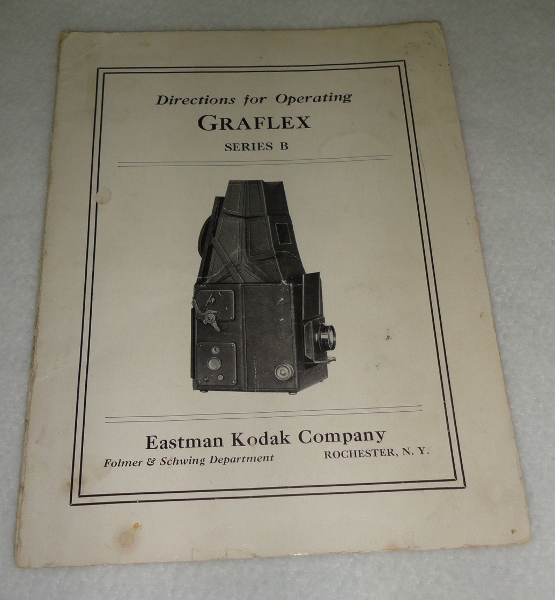 Directions for Operating
GRAFLEX
SERIES B
Eastman Kodak Company
Folmer & Schwing Department ROCHESTER, N. Y.